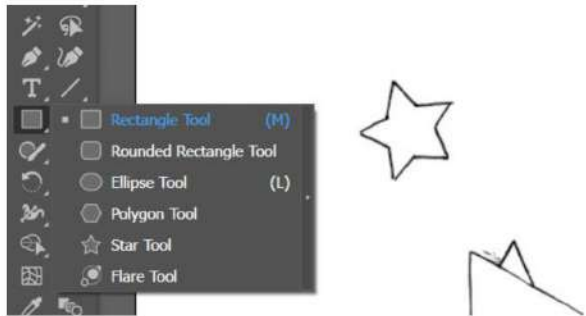 T
Rectangle Tool (M)
Rounded Rectangle Tool
Ellipse Tool (L)
Polygon Tool
Star Tool
Flare Tool